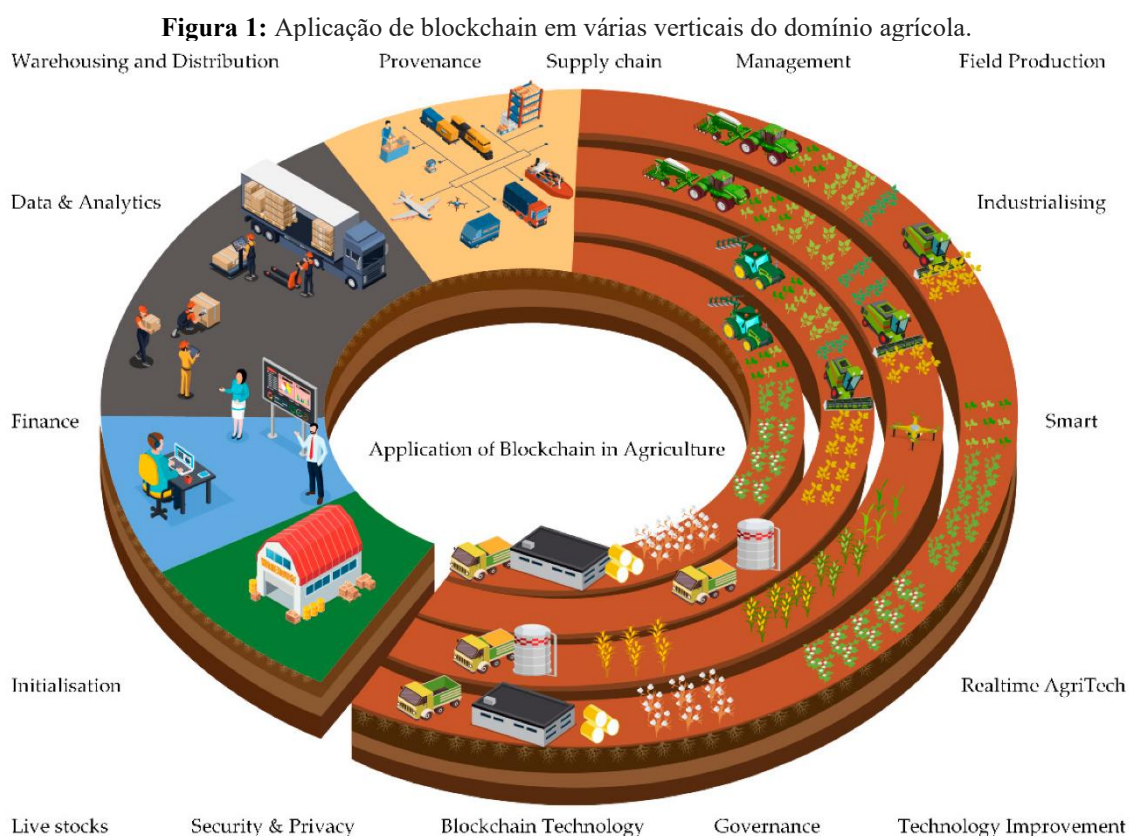 Figura 1: Aplicação de blockchain em várias verticais do domínio agrícola.
Warehousing and Distribution Provenance Supply chain Management Field Production
Data & Analytics Industrialising
Finance Smart
Application of Blockchain in Agriculture
Initialisation Realtime AgriTech
Live stocks Security & Privacy Blockchain Technology Governance Technology Improvement